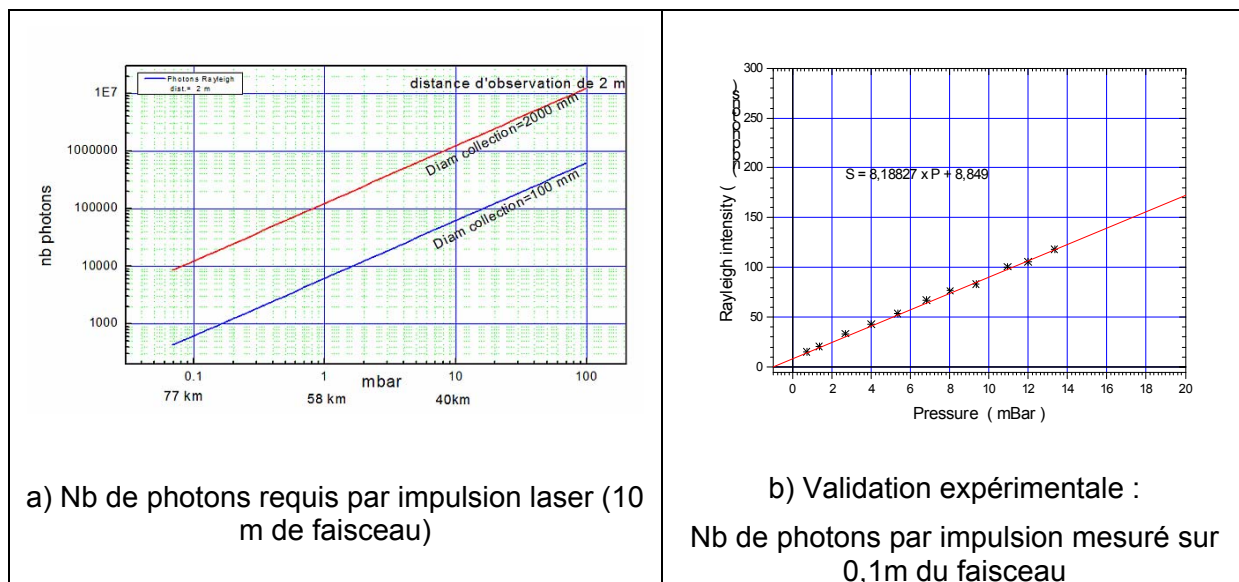 Photons Rayleigh
dist.= 2 m
distance d'observation de 2 m
Diam collection=2000 mm
Diam collection=100 mm
nb photons
1E7
1000000
100000
10000
1000
0.1
1
10
100
mbar
77 km
58 km
40km
a) Nb de photons requis par impulsion laser (10
m de faisceau)
300
250
200
150
100
50
0
Rayleigh intensity (
S = 8,18827 x P + 8,849
0 2 4 6 8 10 12 14 16 18 20
Pressure ( mBar )
b) Validation expérimentale :
Nb de photons par impulsion mesuré sur
0,1m du faisceau